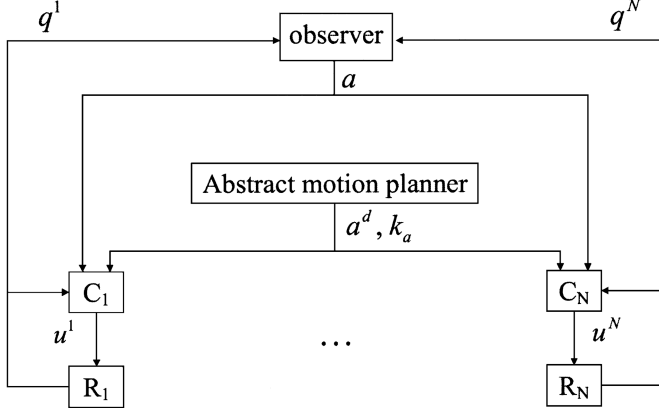 q^1
q^N
observer
a
Abstract motion planner
a^d, k_a
C_1
C_N
u^1
u^N
...
R_1
R_N